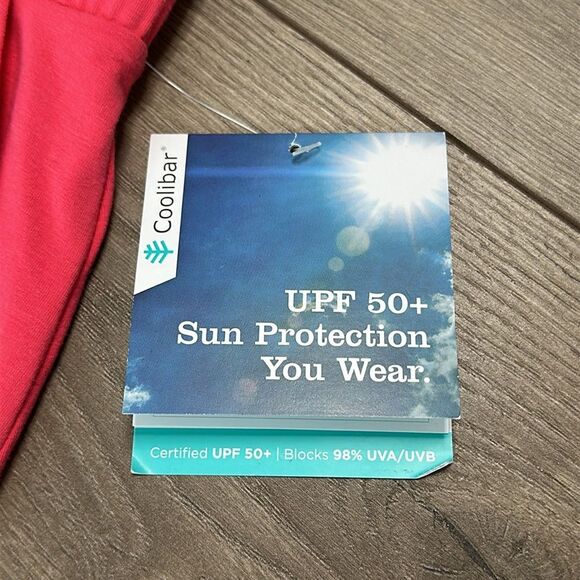 Coolibar®
UPF 50+
Sun Protection
You Wear.
Certified UPF 50+ | Blocks 98% UVA/UVB